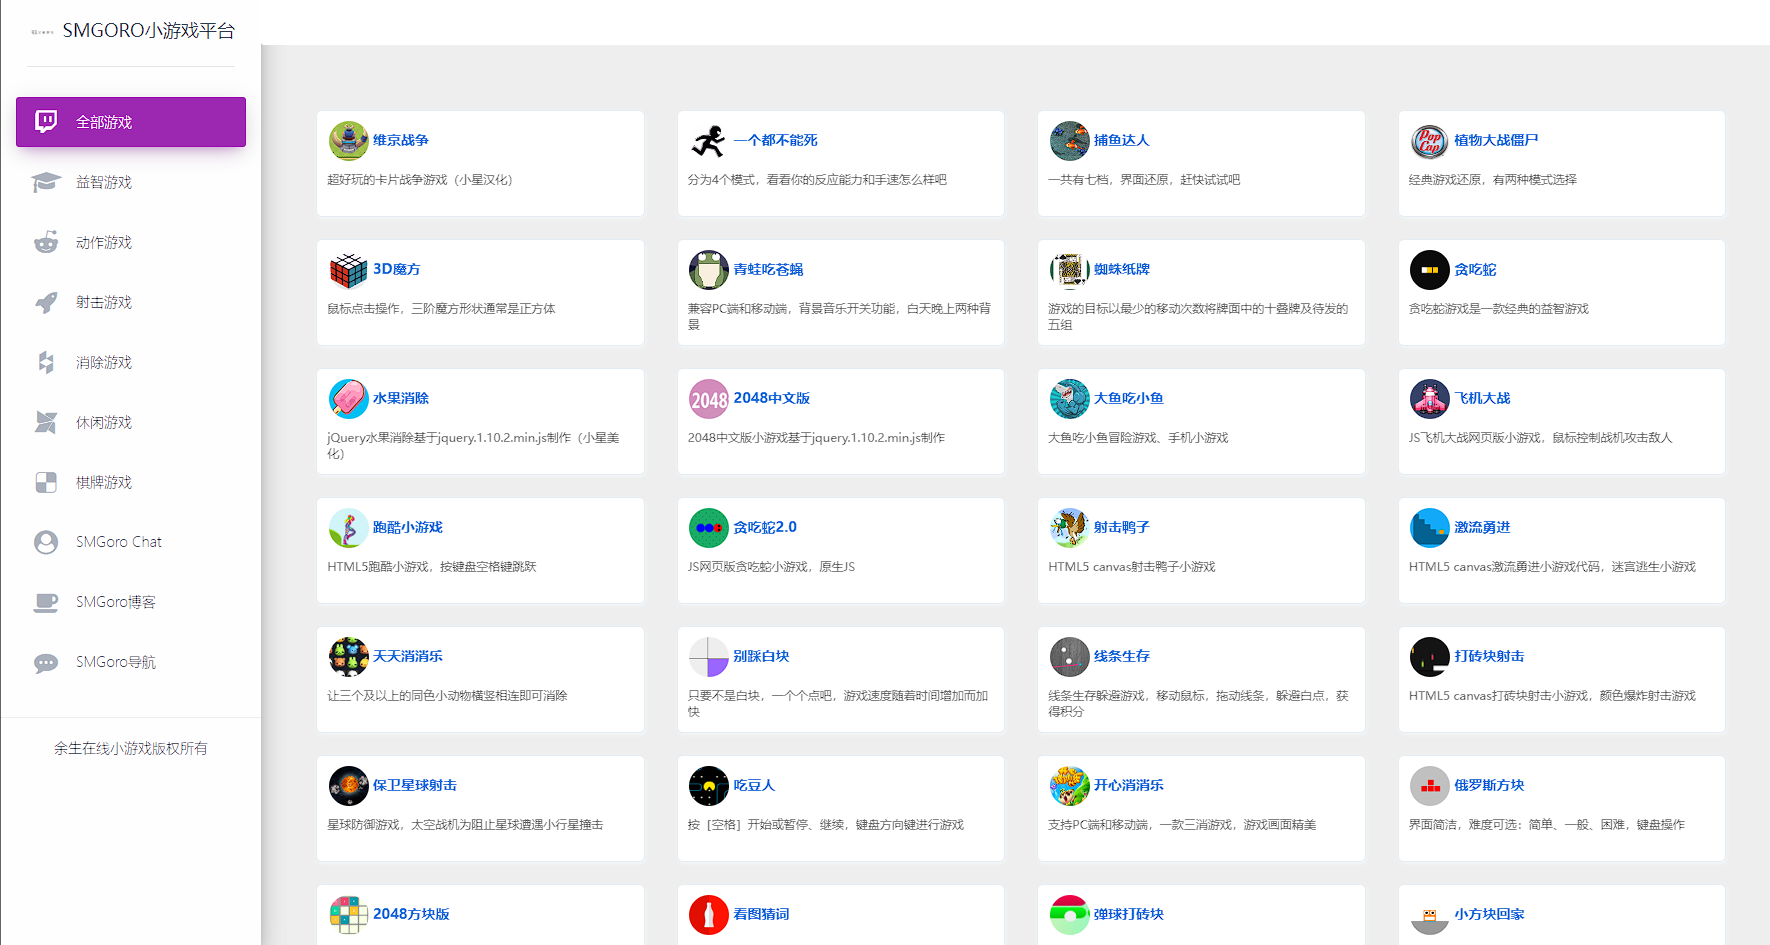 SMGORO小游戏平台
全部游戏
益智游戏
动作游戏
射击游戏
消除游戏
休闲游戏
棋牌游戏
SMGoro Chat
SMGoro博客
SMGoro导航
余生在线小游戏版权所有
维京战争
超好玩的卡片战争游戏（小星汉化）
一个都不能死
分为4个模式，看看你的反应能力和手速怎么样吧
捕鱼达人
一共有七档，界面还原，赶快试试吧
Pop Cap
植物大战僵尸
经典游戏还原，有两种模式选择
3D魔方
鼠标点击操作，三阶魔方形状通常是正方体
青蛙吃苍蝇
兼容PC端和移动端，背景音乐开关功能，白天晚上两种背
景
蜘蛛纸牌
游戏的目标以最少的移动次数将牌面中的十叠牌及待发的
五组
贪吃蛇
贪吃蛇游戏是一款经典的益智游戏
水果消除
jQuery水果消除基于jquery.1.10.2.min.js制作（小星美
化）
2048
2048中文版
2048中文版小游戏基于jquery.1.10.2.min.js制作
大鱼吃小鱼
大鱼吃小鱼冒险游戏、手机小游戏
飞机大战
JS飞机大战网页版小游戏，鼠标控制战机攻击敌人
跑酷小游戏
HTML5跑酷小游戏，按键盘空格键跳跃
贪吃蛇2.0
JS网页版贪吃蛇小游戏，原生JS
射击鸭子
HTML5 canvas射击鸭子小游戏
激流勇进
HTML5 canvas激流勇进小游戏代码，迷宫逃生小游戏
天天消消乐
让三个及以上的同色小动物横竖相连即可消除
别踩白块
只要不是白块，一个个点吧，游戏速度随着时间增加而加
快
线条生存
线条生存躲避游戏，移动鼠标，拖动线条，躲避白点，获
得积分
打砖块射击
HTML5 canvas打砖块射击小游戏，颜色爆炸射击游戏
保卫星球射击
星球防御游戏，太空战机为阻止星球遭遇小行星撞击
吃豆人
按［空格］开始或暂停、继续，键盘方向键进行游戏
开心消消乐
支持PC端和移动端，一款三消游戏，游戏画面精美
俄罗斯方块
界面简洁，难度可选：简单、一般、困难，键盘操作
2048方块版
看图猜词
弹球打砖块
小方块回家